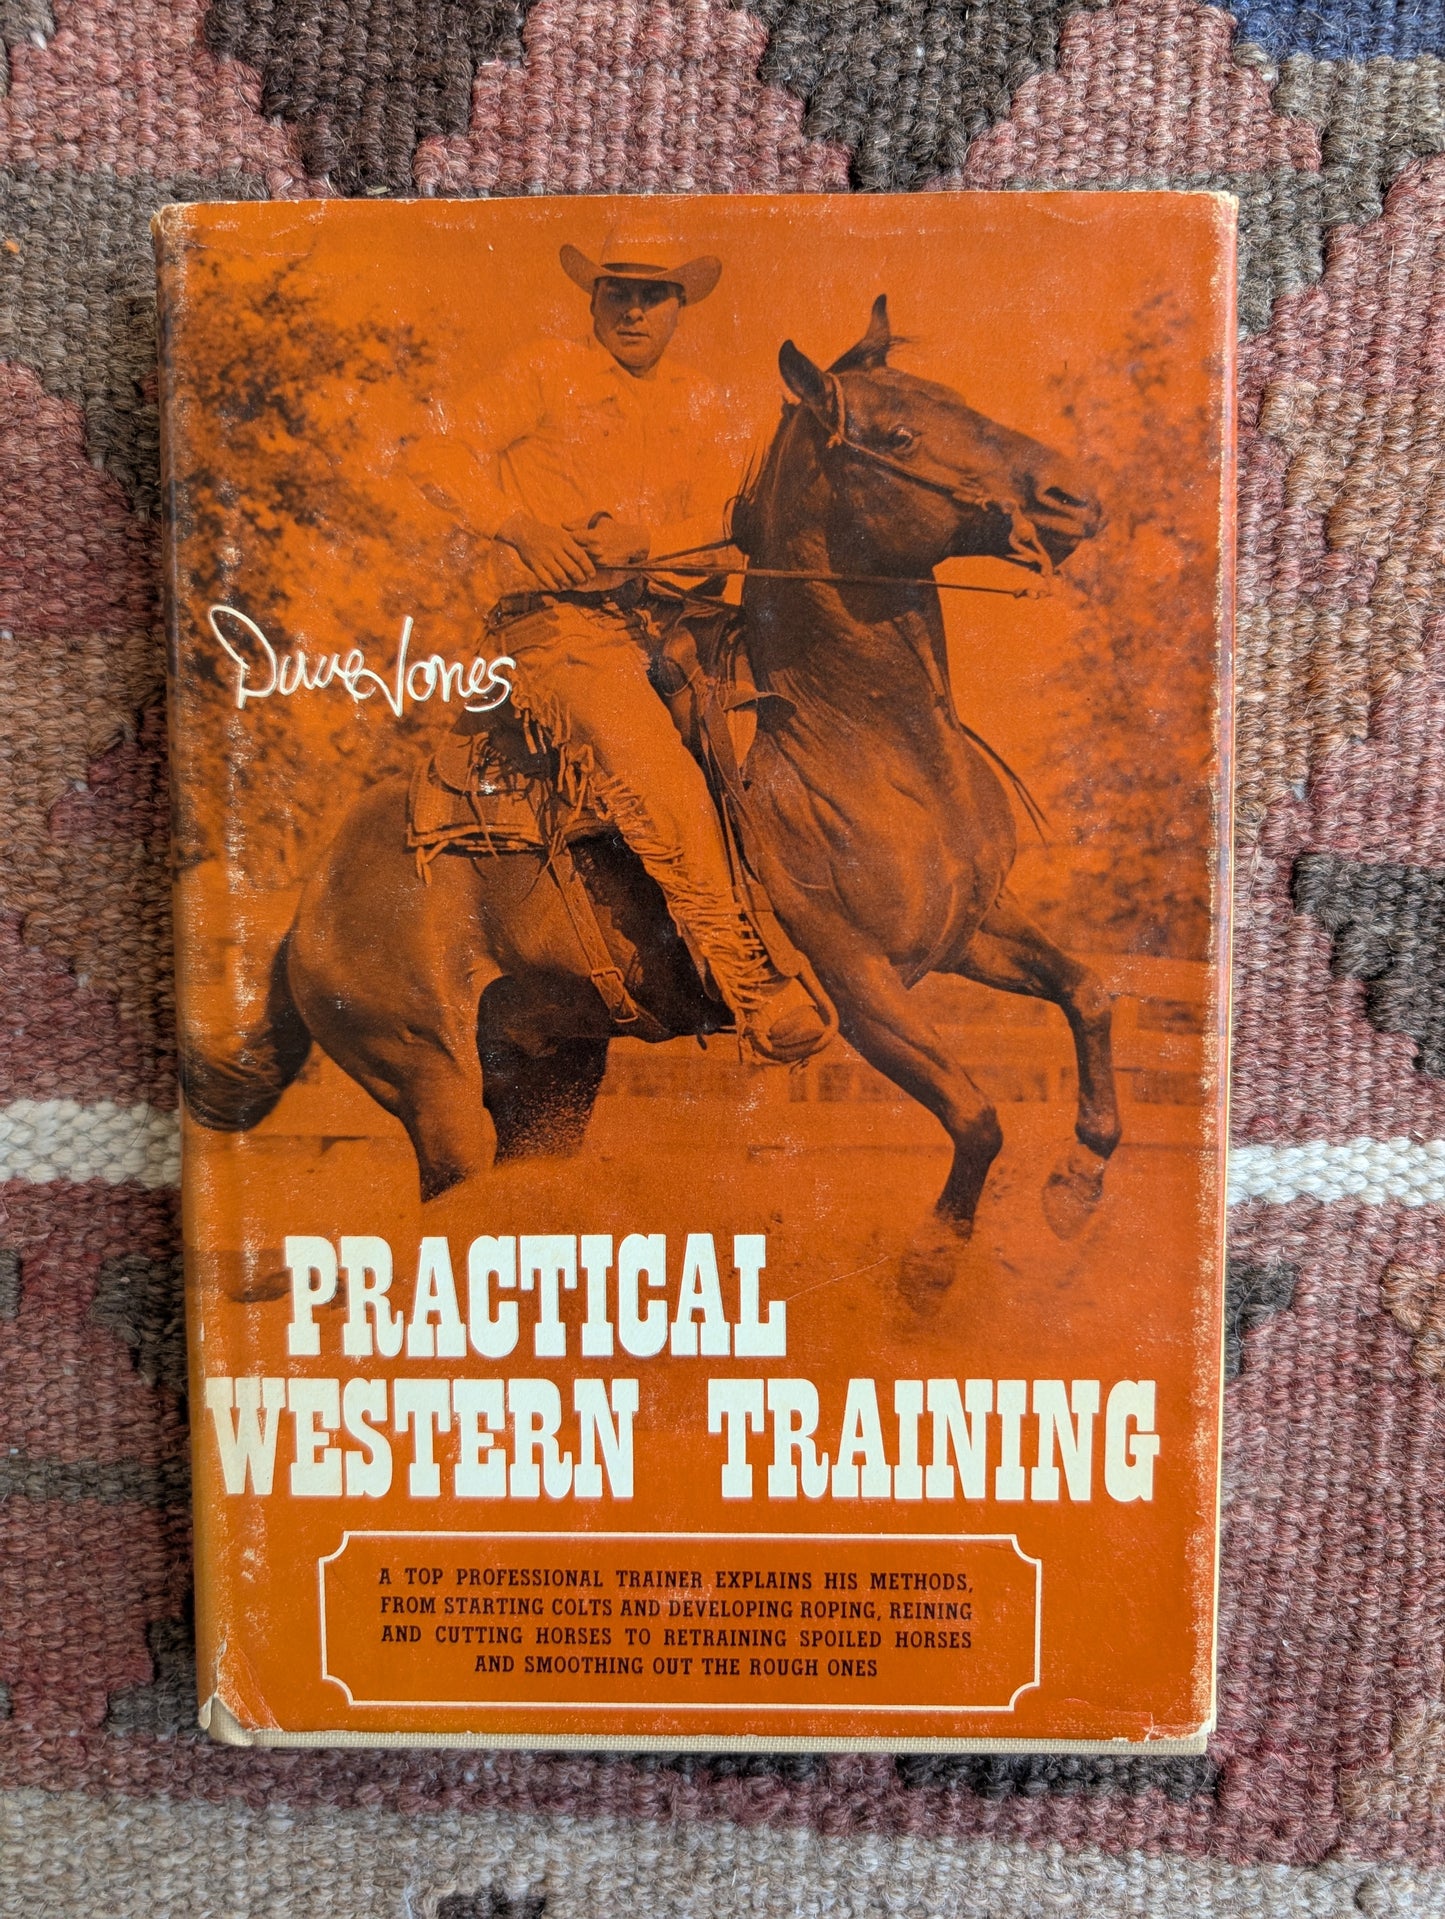 Dave Jones
PRACTICAL
WESTERN TRAINING
A TOP PROFESSIONAL TRAINER EXPLAINS HIS METHODS,
FROM STARTING COLTS AND DEVELOPING ROPING, REINING
AND CUTTING HORSES TO RETRAINING SPOILED HORSES
AND SMOOTHING OUT THE ROUGH ONES